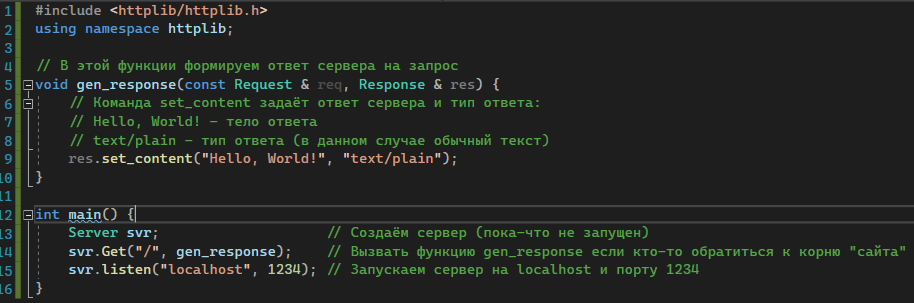 1 #include <httplib/httplib.h>
2 using namespace httplib;
3
4 // В этой функции формируем ответ сервера на запрос
5 void gen_response(const Request & req, Response & res) {
6 // Команда set_content задаёт ответ сервера и тип ответа:
7 // Hello, World! - тело ответа
8 // text/plain - тип ответа (в данном случае обычный текст)
9 res.set_content("Hello, World!", "text/plain");
10 }
11
12 int main() {
13 Server svr; // Создаём сервер (пока-что не запущен)
14 svr.Get("/", gen_response); // Вызвать функцию gen_response если кто-то обратиться к корню "сайта"
15 svr.listen("localhost", 1234); // Запускаем сервер на localhost и порту 1234
16 }